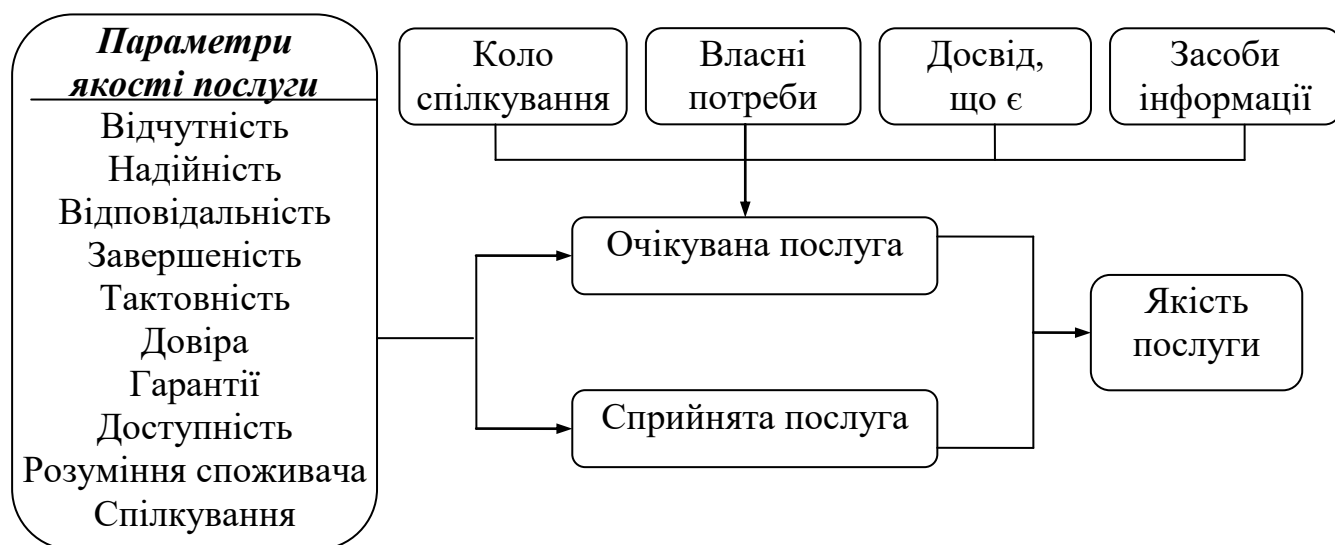 Параметри
якості послуги
Відчутність
Надійність
Відповідальність
Завершеність
Тактовність
Довіра
Гарантії
Доступність
Розуміння споживача
Спілкування
Коло
спілкування
Власні
потреби
Досвід,
що є
Засоби
інформації
Очікувана послуга
Сприйнята послуга
Якість
послуги